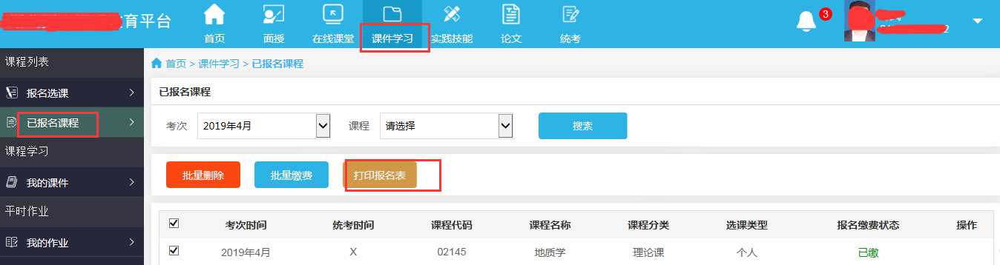 育平台
首页 面授 在线课堂 课件学习 实践技能 论文 统考 3
2
课程列表
报名选课
已报名课程
课程学习
我的课件
平时作业
我的作业
首页 > 课件学习 > 已报名课程
已报名课程
考次 2019年4月 课程 请选择 搜索
批量删除 批量缴费 打印报名表
考次时间 统考时间 课程代码 课程名称 课程分类 选课类型 报名缴费状态 操作
2019年4月 X 02145 地质学 理论课 个人 已缴